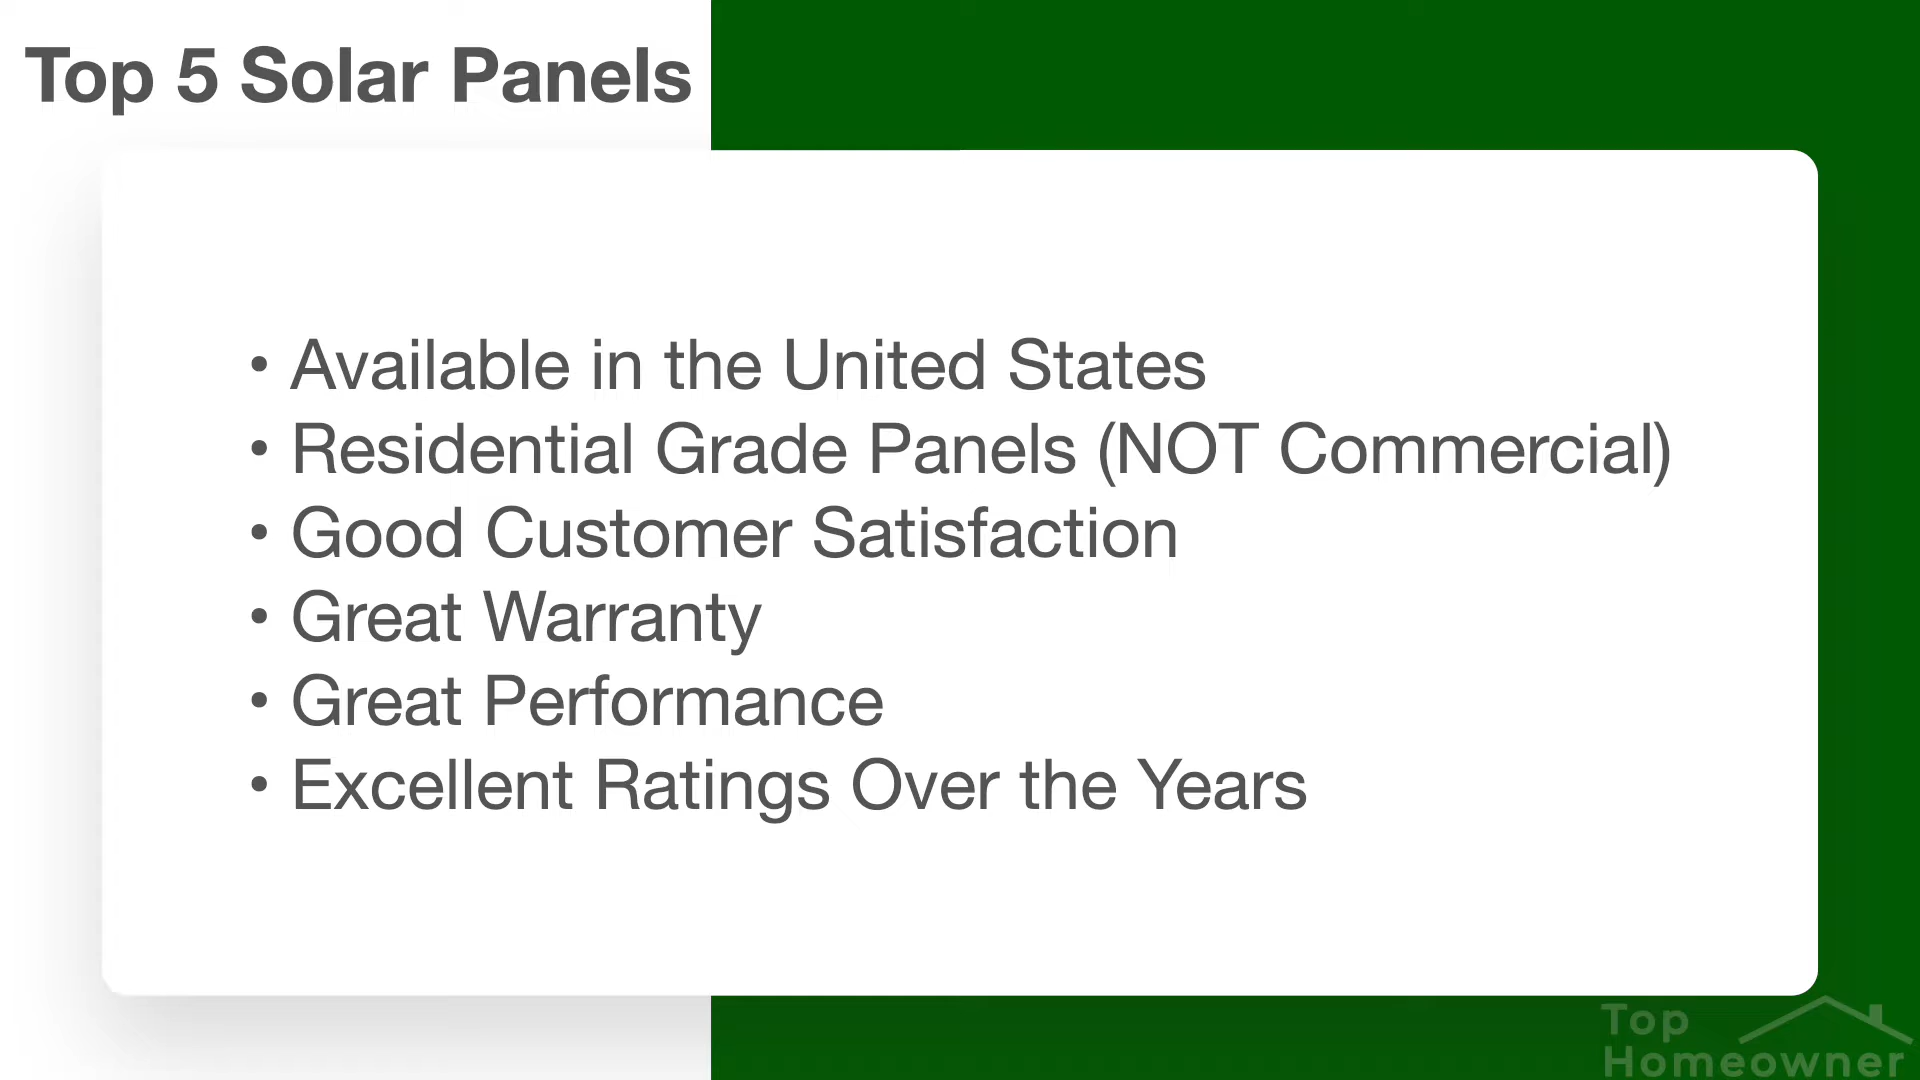 Top 5 Solar Panels
• Available in the United States
• Residential Grade Panels (NOT Commercial)
• Good Customer Satisfaction
• Great Warranty
• Great Performance
• Excellent Ratings Over the Years
Top
Homeowner